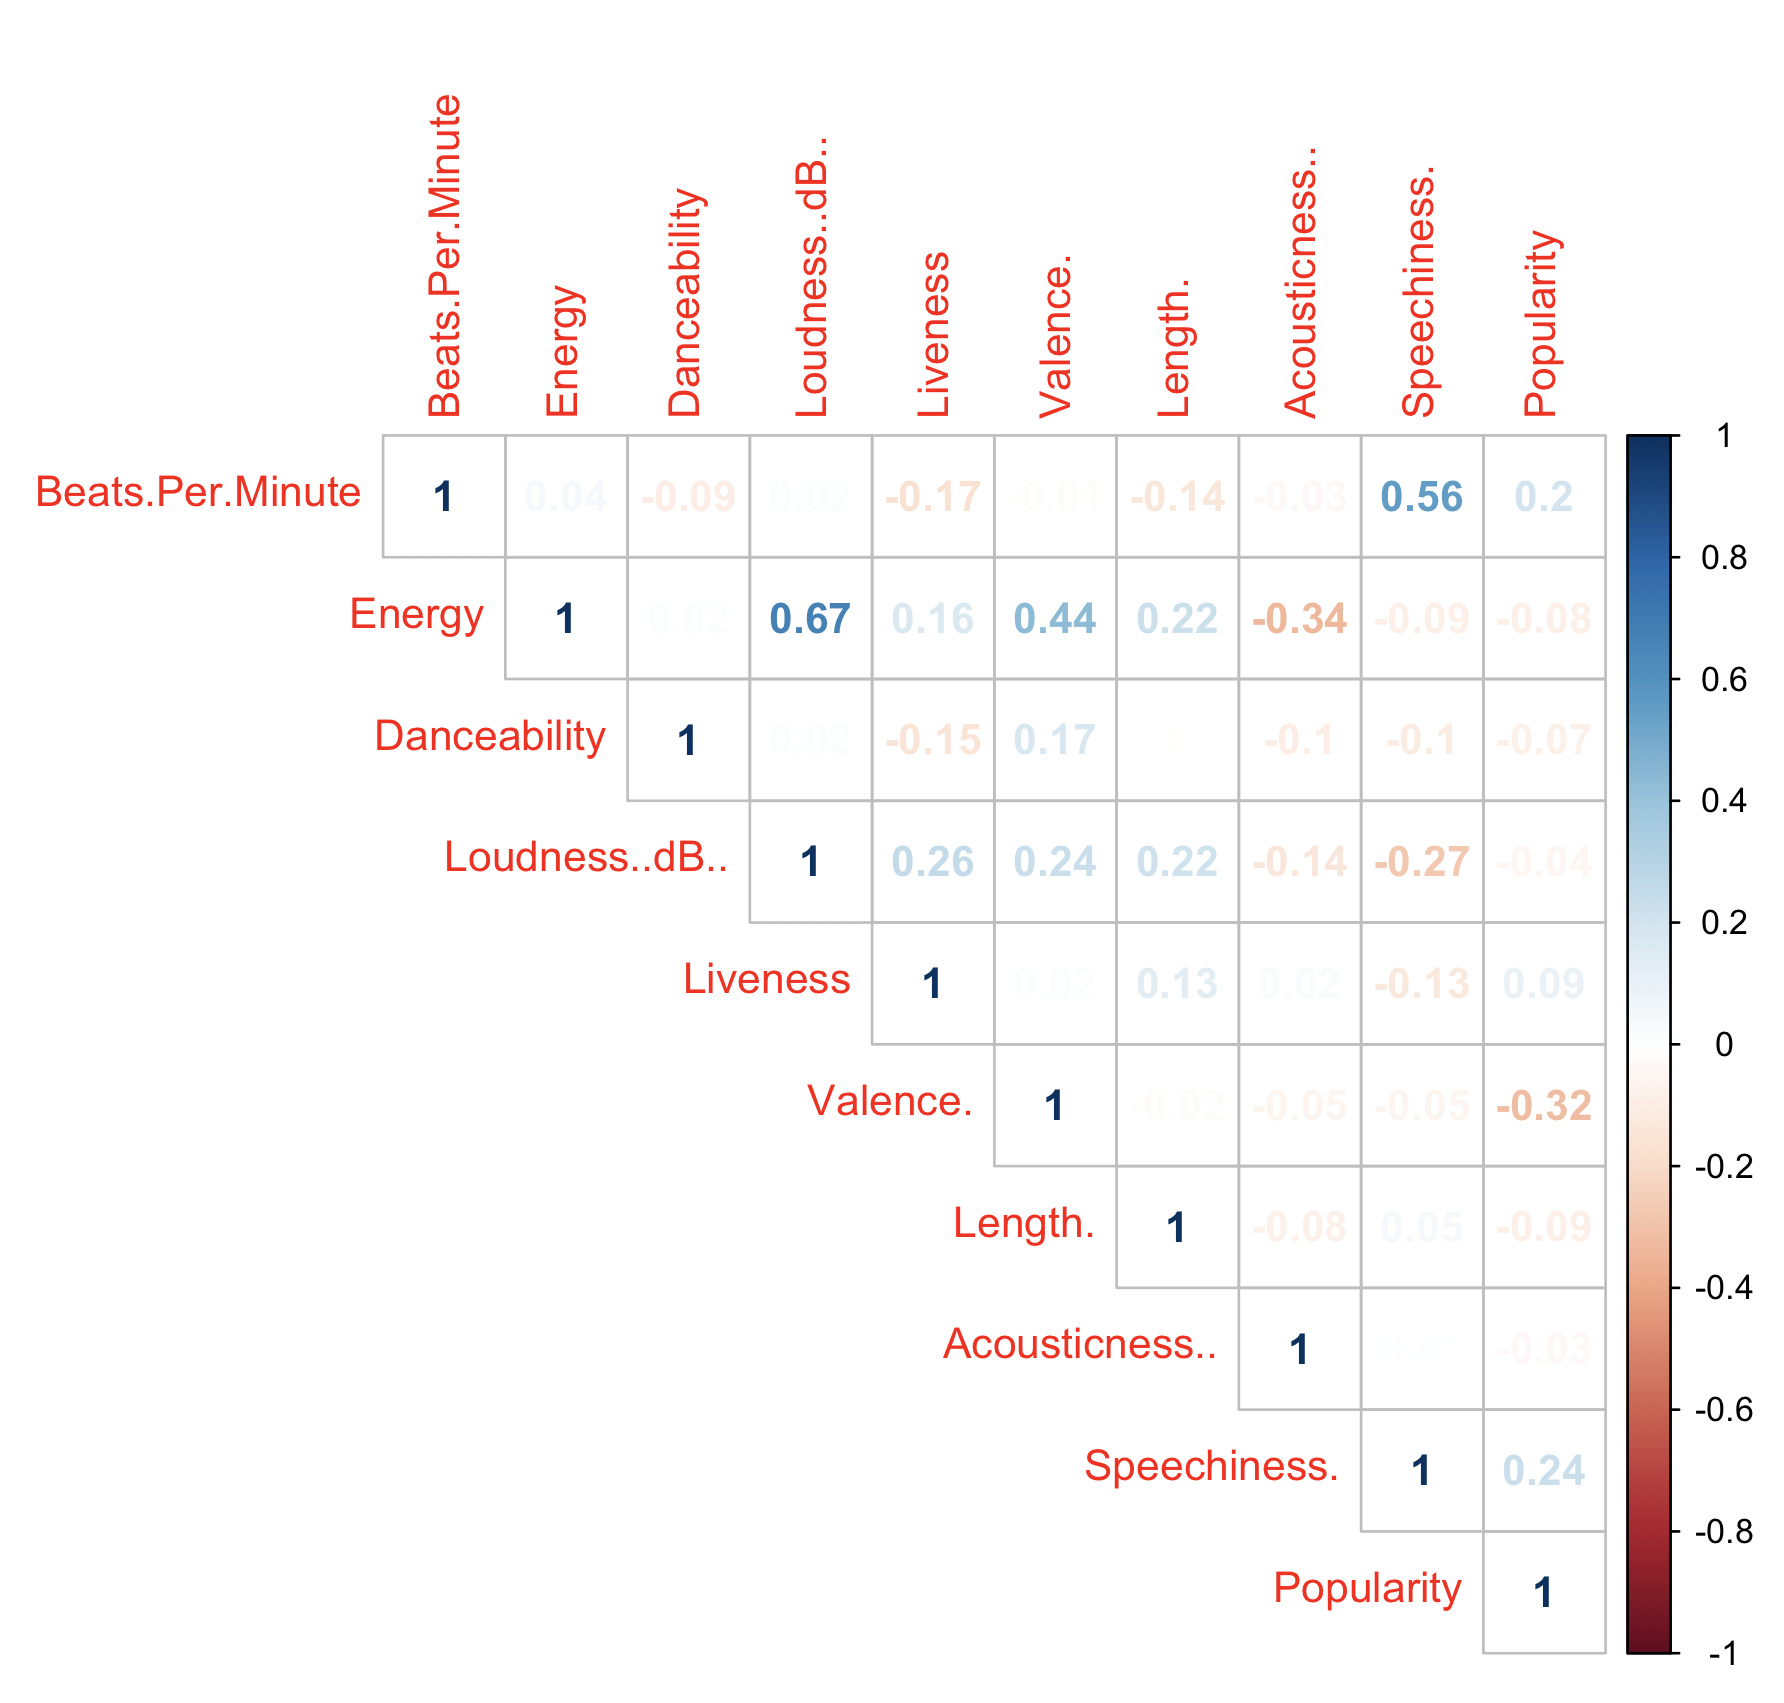 Beats.Per.Minute Energy Danceability Loudness..dB.. Liveness Valence. Length. Acousticness.. Speechiness. Popularity
Beats.Per.Minute 1 0.04 -0.09 0.02 -0.17 -0.01 -0.14 -0.03 0.56 0.2
Energy 1 0.02 0.67 0.16 0.44 0.22 -0.34 -0.09 -0.08
Danceability 1 0.02 -0.15 0.17 -0.1 -0.1 -0.07
Loudness..dB.. 1 0.26 0.24 0.22 -0.14 -0.27 -0.04
Liveness 1 0.02 0.13 0.02 -0.13 0.09
Valence. 1 -0.02 -0.05 -0.05 -0.32
Length. 1 -0.08 0.05 -0.09
Acousticness.. 1 -0.03
Speechiness. 1 0.24
Popularity 1
1
0.8
0.6
0.4
0.2
0
-0.2
-0.4
-0.6
-0.8
-1